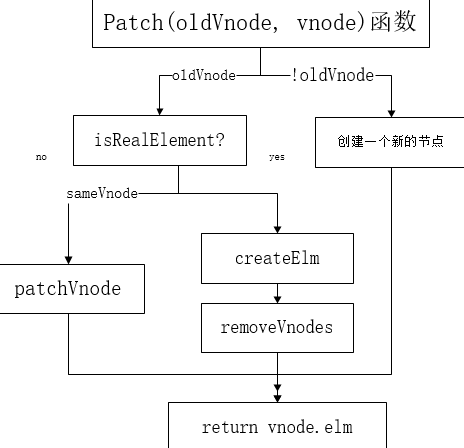 Patch(oldVnode, vnode)函数
oldVnode
!oldVnode
isRealElement?
创建一个新的节点
no
yes
sameVnode
createElm
patchVnode
removeVnodes
return vnode.elm